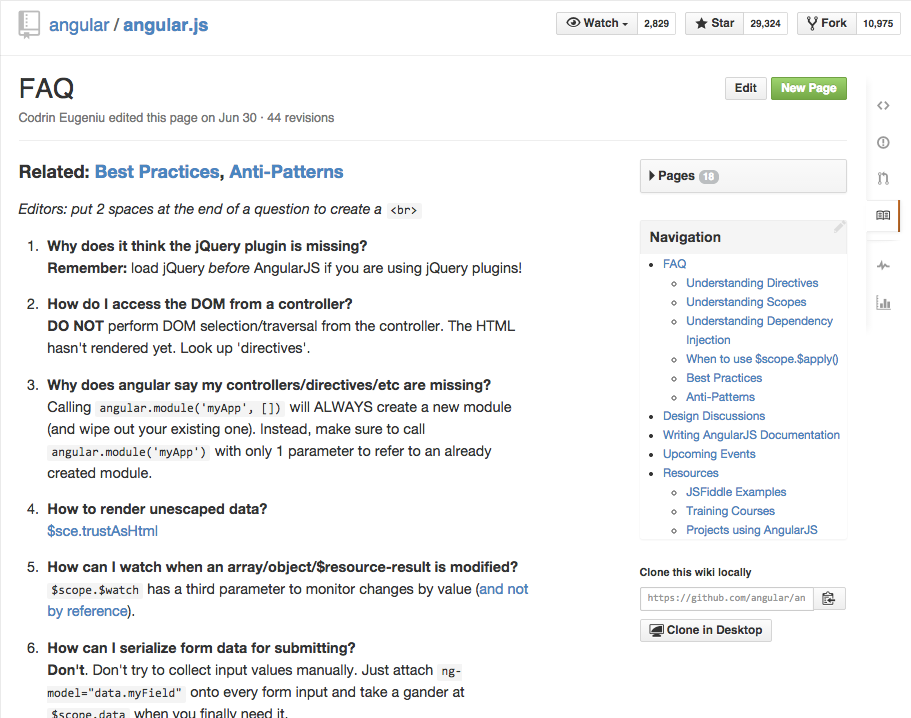 angular / angular.js
Watch 2,829 Star 29,324 Fork 10,975
FAQ
Edit New Page
Codrin Eugeniu edited this page on Jun 30 · 44 revisions
Related: Best Practices, Anti-Patterns
Editors: put 2 spaces at the end of a question to create a <br>
1. Why does it think the jQuery plugin is missing?
Remember: load jQuery before AngularJS if you are using jQuery plugins!
2. How do I access the DOM from a controller?
DO NOT perform DOM selection/traversal from the controller. The HTML
hasn't rendered yet. Look up 'directives'.
3. Why does angular say my controllers/directives/etc are missing?
Calling angular.module('myApp', []) will ALWAYS create a new module
(and wipe out your existing one). Instead, make sure to call
angular.module('myApp') with only 1 parameter to refer to an already
created module.
4. How to render unescaped data?
$sce.trustAsHtml
5. How can I watch when an array/object/$resource-result is modified?
$scope.$watch has a third parameter to monitor changes by value (and not
by reference).
6. How can I serialize form data for submitting?
Don't. Don't try to collect input values manually. Just attach ng-
model="data.myField" onto every form input and take a gander at
$scope.data when you finally need it.
Pages 18
Navigation
FAQ
Understanding Directives
Understanding Scopes
Understanding Dependency
Injection
When to use $scope.$apply()
Best Practices
Anti-Patterns
Design Discussions
Writing AngularJS Documentation
Upcoming Events
Resources
JSFiddle Examples
Training Courses
Projects using AngularJS
Clone this wiki locally
https://github.com/angular/an
Clone in Desktop